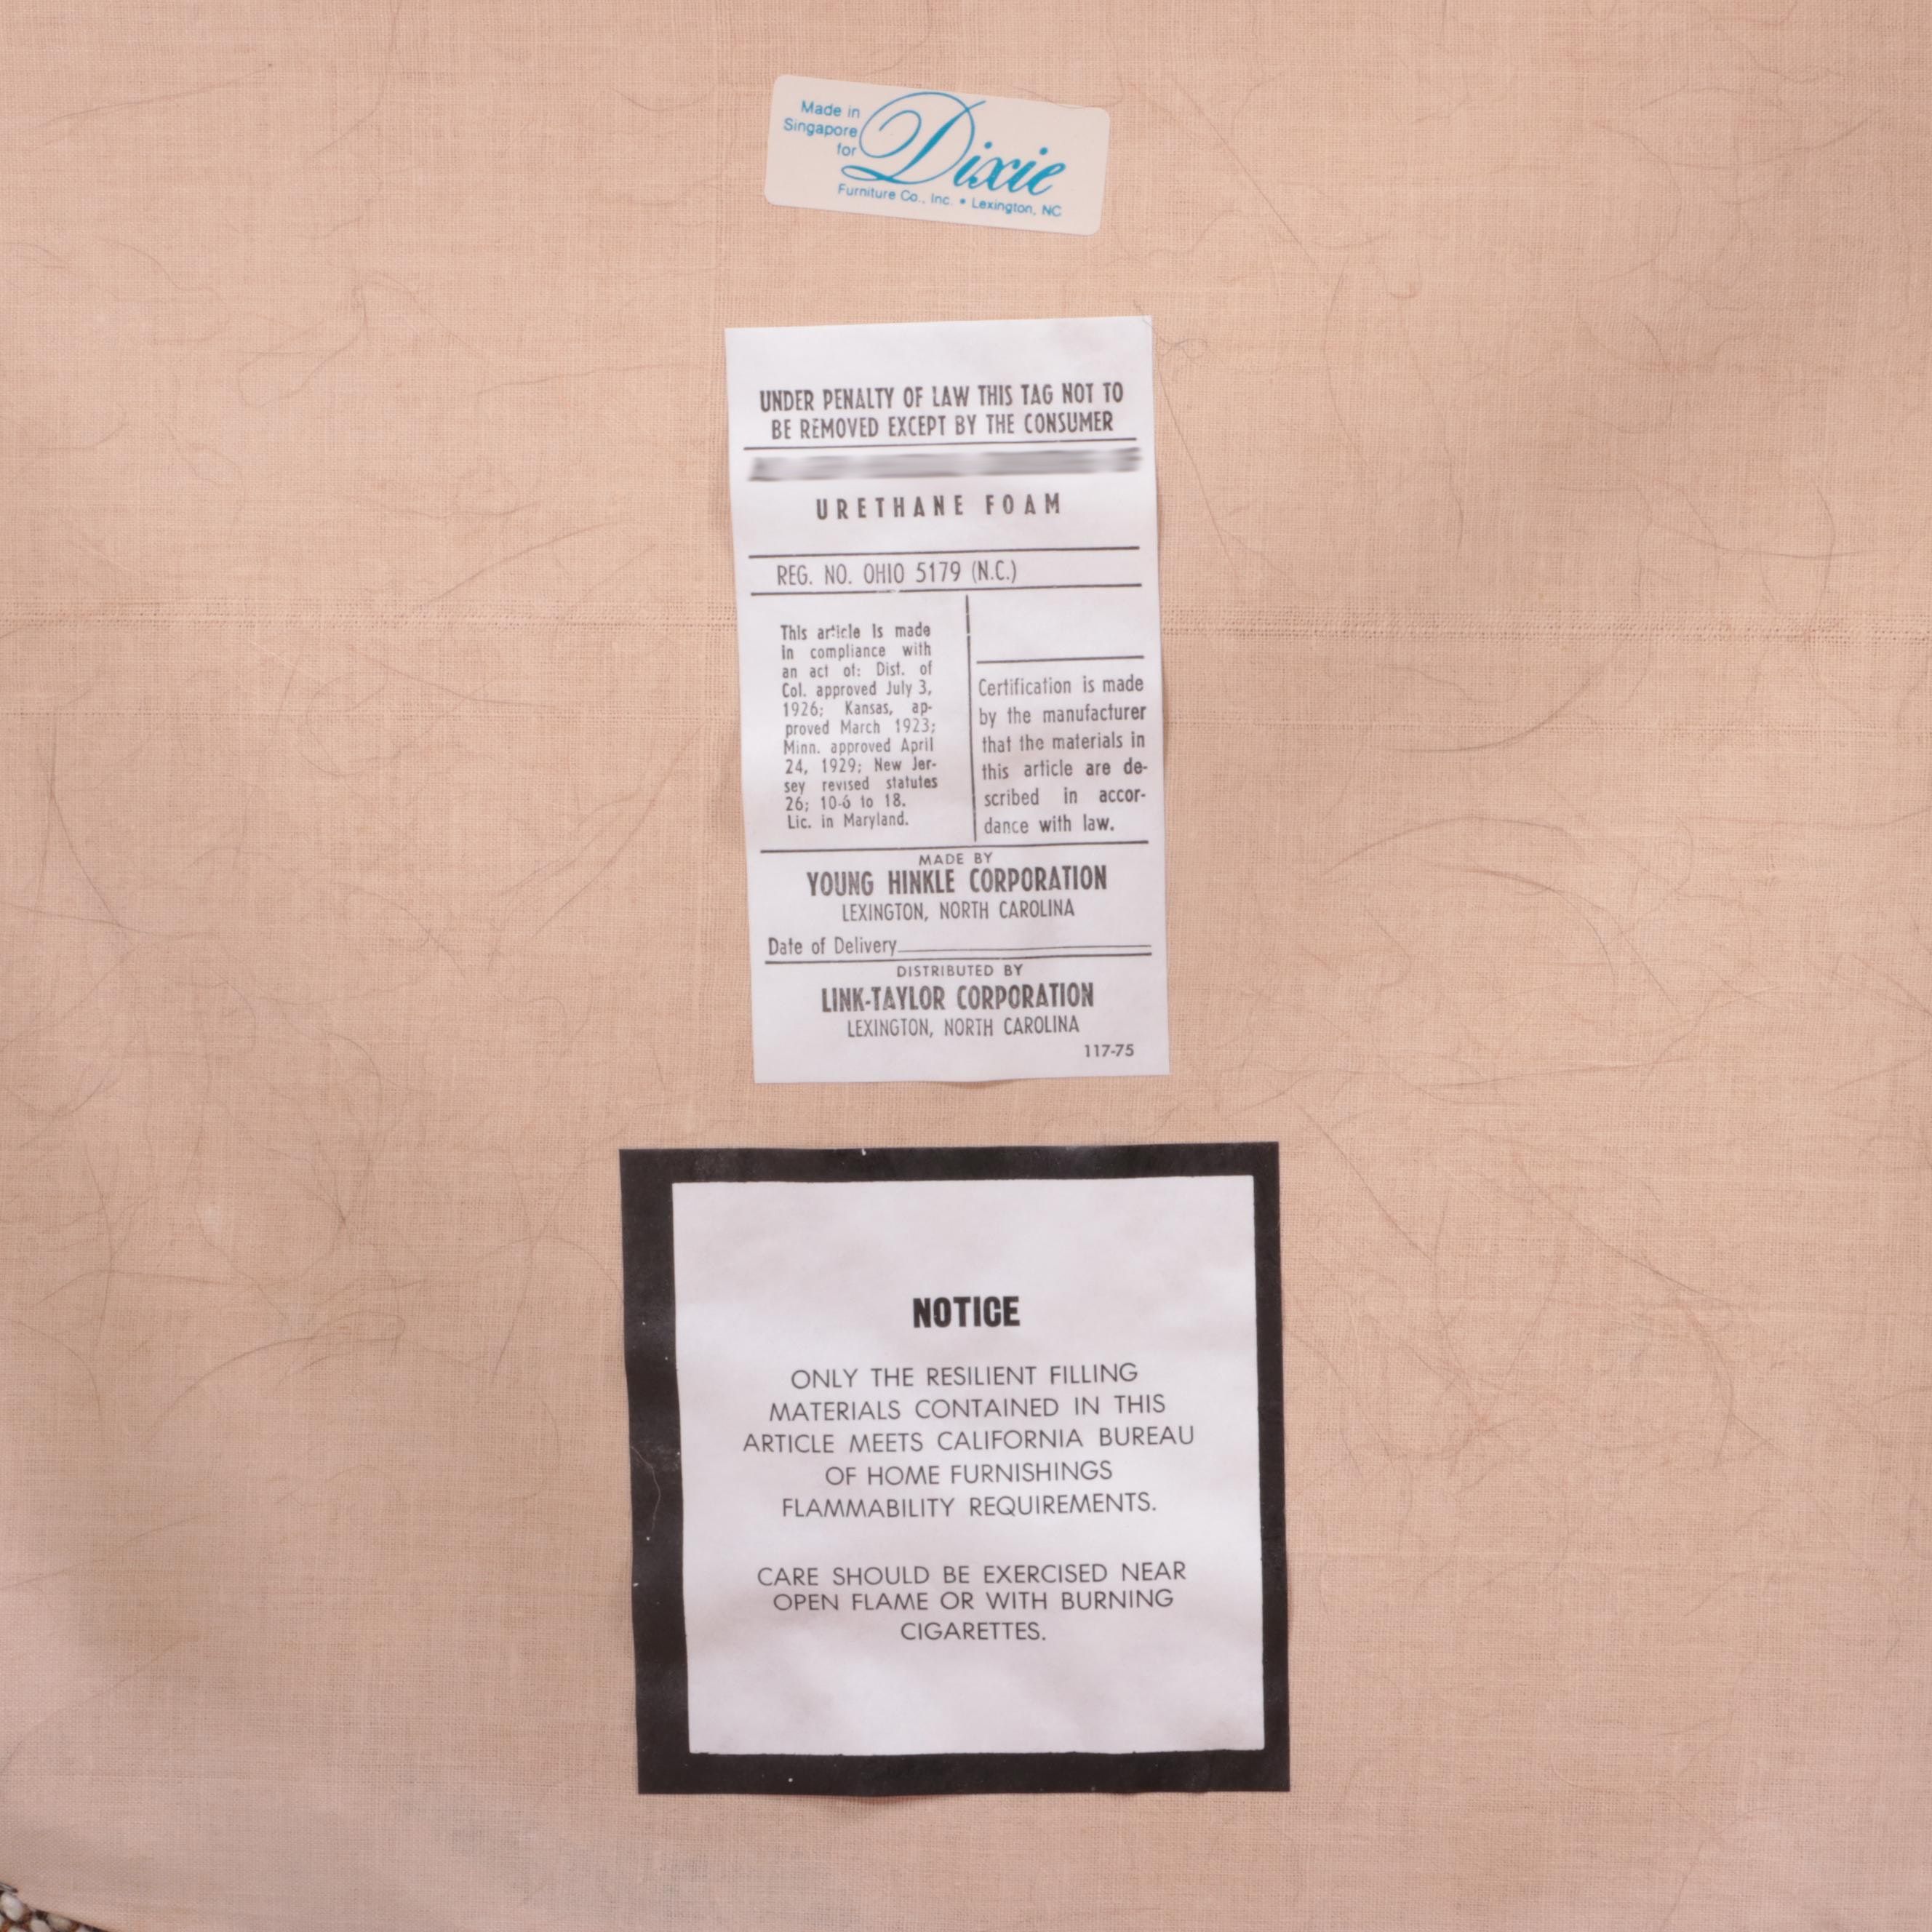 Made in
Singapore
for
Dixie
Furniture Co., Inc. • Lexington, NC
UNDER PENALTY OF LAW THIS TAG NOT TO
BE REMOVED EXCEPT BY THE CONSUMER
URETHANE FOAM
REG. NO. OHIO 5179 (N.C.)
This article is made
in compliance with
an act of: Dist. of
Col. approved July 3,
1926; Kansas, ap-
proved March 1923;
Minn. approved April
24, 1929; New Jer-
sey revised statutes
26; 10-6 to 18.
Lic. in Maryland.
Certification is made
by the manufacturer
that the materials in
this article are de-
scribed in accor-
dance with law.
MADE BY
YOUNG HINKLE CORPORATION
LEXINGTON, NORTH CAROLINA
Date of Delivery
DISTRIBUTED BY
LINK-TAYLOR CORPORATION
LEXINGTON, NORTH CAROLINA
117-75
NOTICE
ONLY THE RESILIENT FILLING
MATERIALS CONTAINED IN THIS
ARTICLE MEETS CALIFORNIA BUREAU
OF HOME FURNISHINGS
FLAMMABILITY REQUIREMENTS.
CARE SHOULD BE EXERCISED NEAR
OPEN FLAME OR WITH BURNING
CIGARETTES.